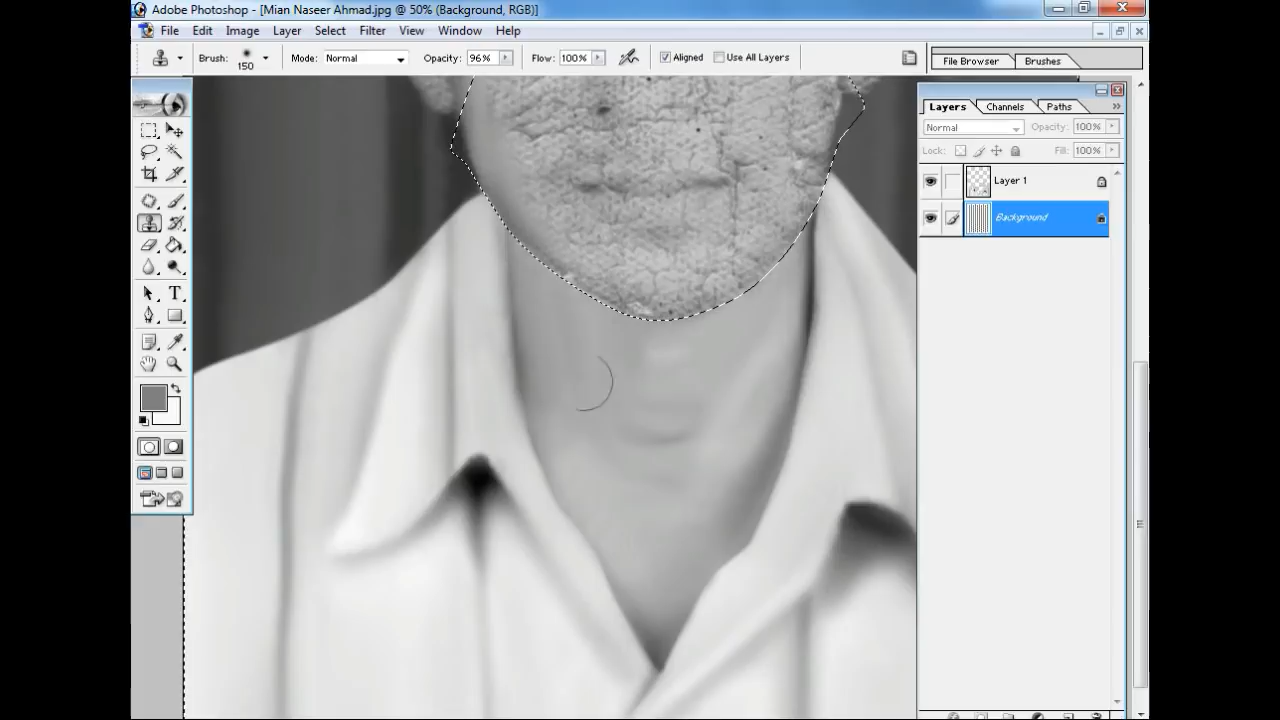 Adobe Photoshop - [Mian Naseer Ahmad.jpg @ 50% (Background, RGB)]
File Edit Image Layer Select Filter View Window Help
Brush: 150 Mode: Normal Opacity: 96% Flow: 100% Aligned Use All Layers File Browser Brushes
Layers Channels Paths
Normal Opacity: 100%
Lock: Fill: 100%
Layer 1
Background
T